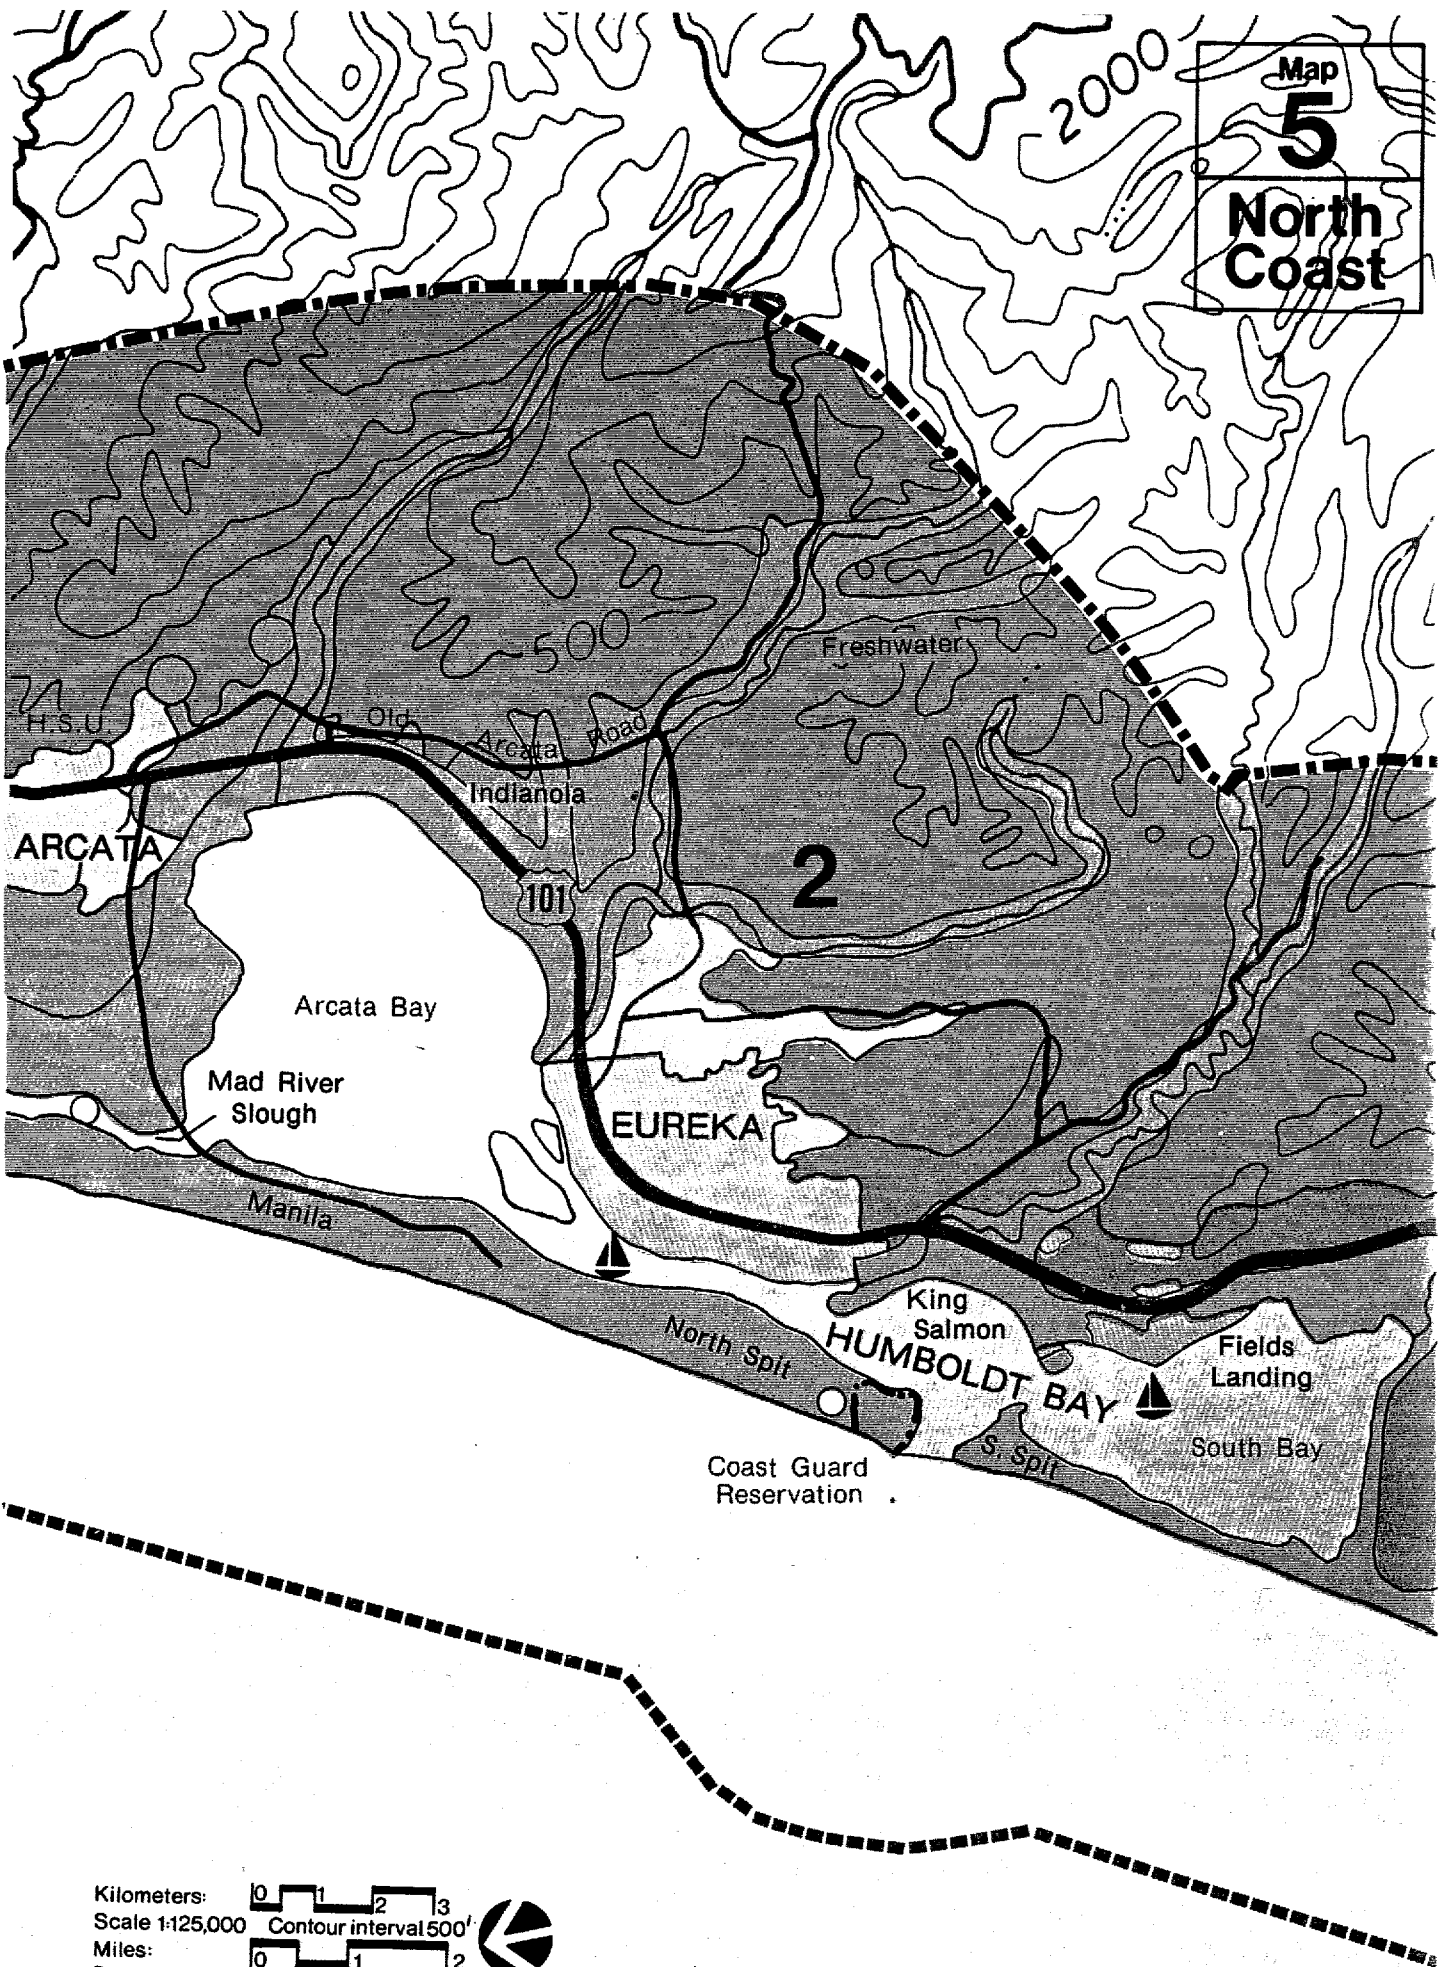 2000
Map
5
North
Coast
500
Freshwater
H.S.U.
Old
Arcata
Road
Indianola
ARCATA
2
101
Arcata Bay
Mad River
Slough
EUREKA
Manila
King
Salmon
North Spit
HUMBOLDT BAY
Fields
Landing
S. Spit
South Bay
Coast Guard
Reservation
Kilometers: 0 1 2 3
Scale 1:125,000 Contour interval 500'
Miles: 0 1 2